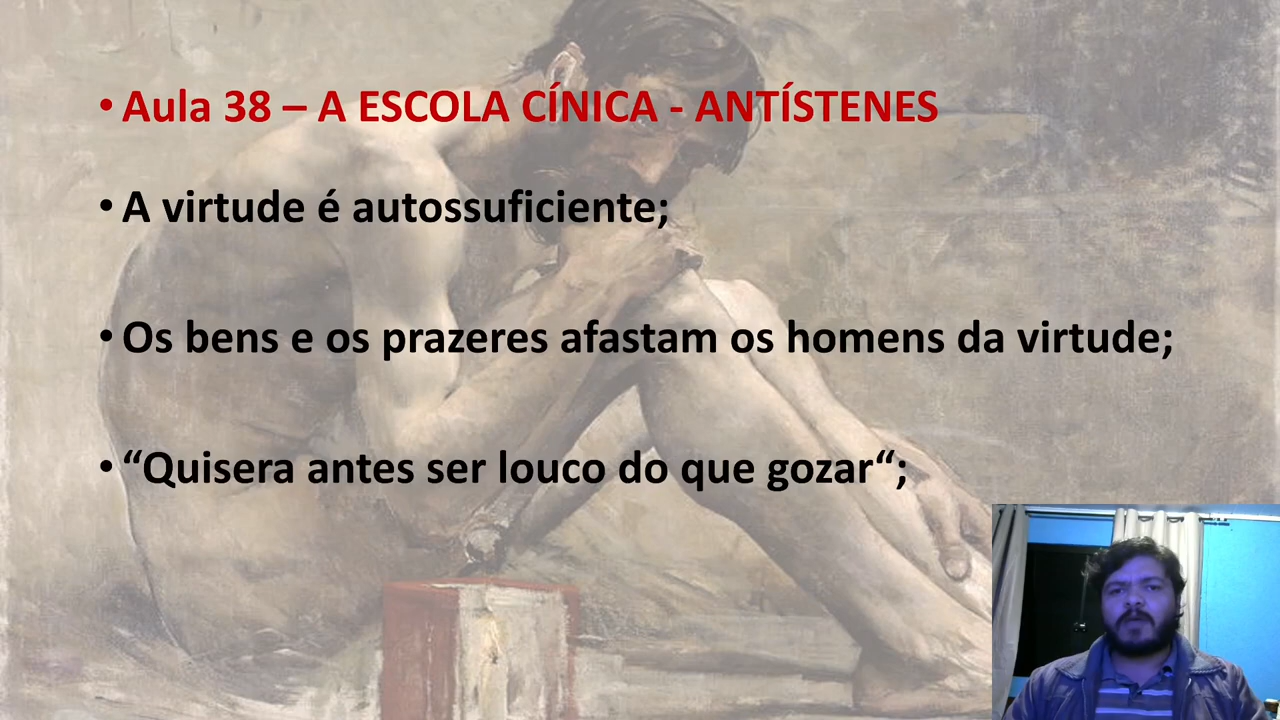 • Aula 38 – A ESCOLA CÍNICA - ANTÍSTENES
• A virtude é autossuficiente;
• Os bens e os prazeres afastam os homens da virtude;
• “Quisera antes ser louco do que gozar“;